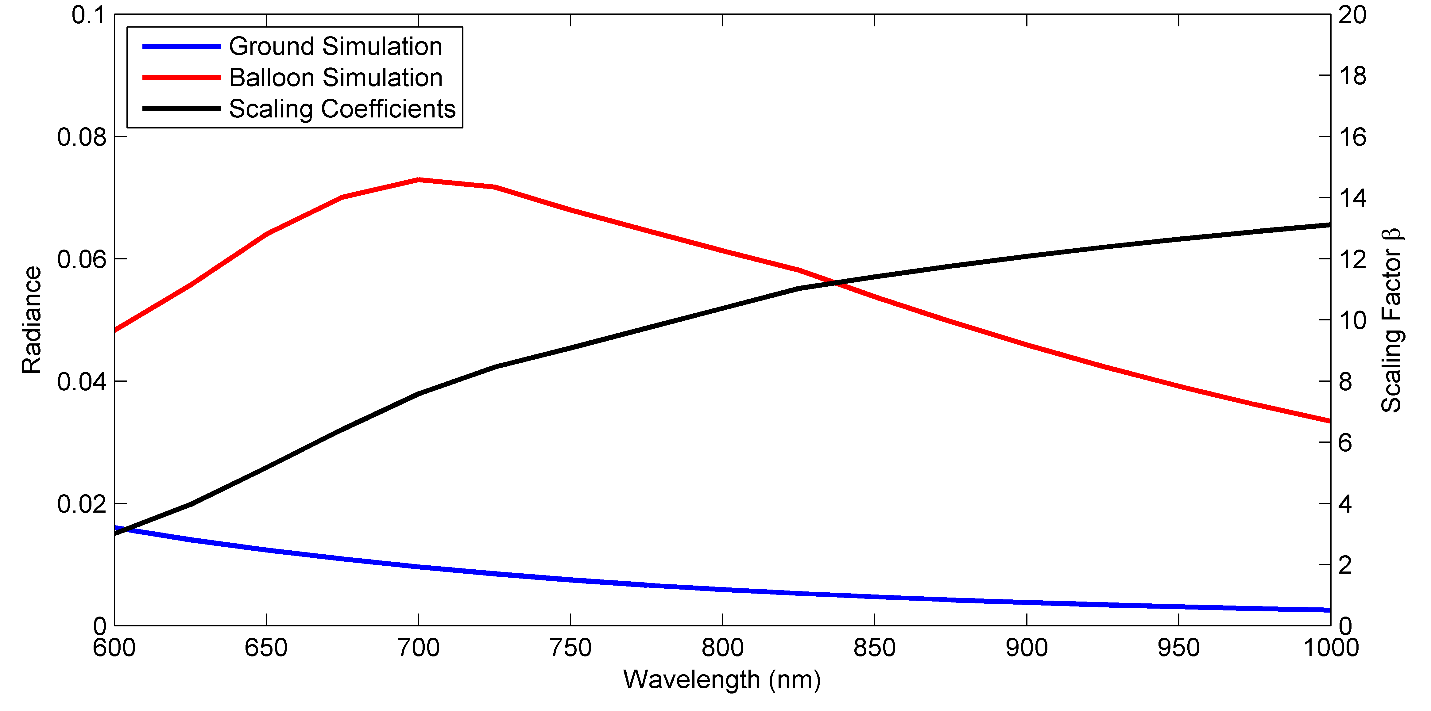 Ground Simulation
Balloon Simulation
Scaling Coefficients
0.1
0.08
0.06
0.04
0.02
0
Radiance
20
18
16
14
12
10
8
6
4
2
0
Scaling Factor β
600 650 700 750 800 850 900 950 1000
Wavelength (nm)